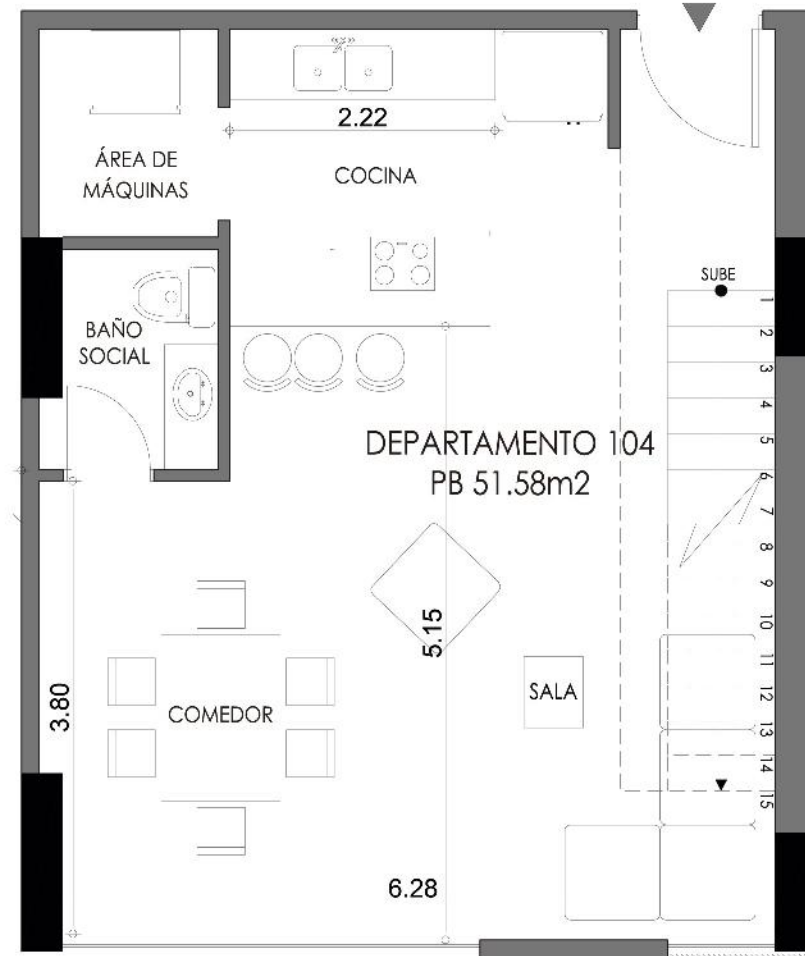 2.22
ÁREA DE
MÁQUINAS
COCINA
SUBE
1
2
3
4
5
6
7
8
9
10
11
12
13
14
15
BAÑO
SOCIAL
DEPARTAMENTO 104
PB 51.58m2
5.15
3.80
COMEDOR
SALA
6.28